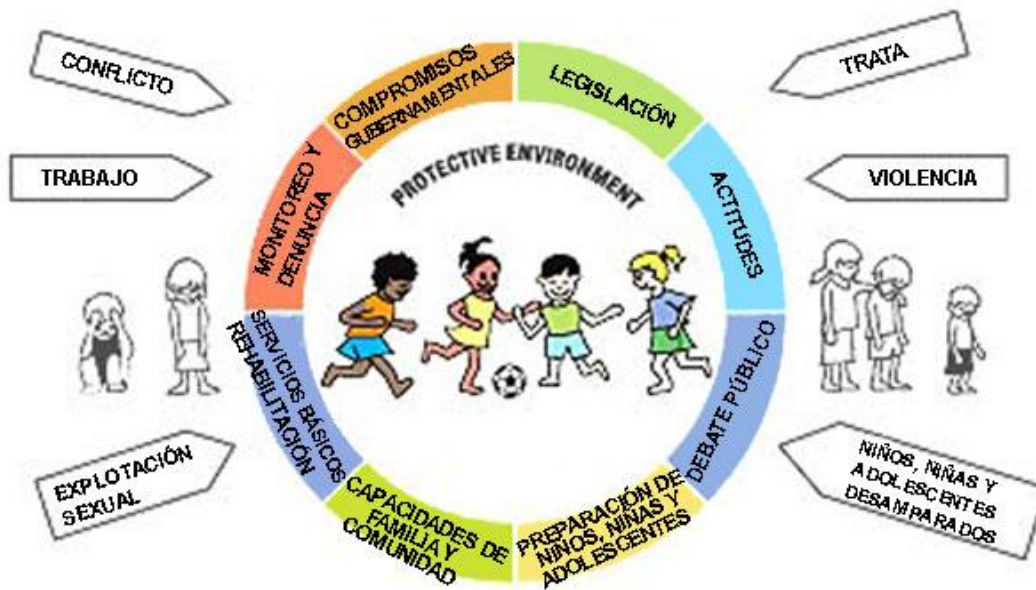 CONFLICTO
TRABAJO
EXPLOTACIÓN
SEXUAL
COMPROMISOS
GUBERNAMENTALES
LEGISLACIÓN
ACTITUDES
DEBATE PÚBLICO
PREPARACIÓN DE
NIÑOS, NIÑAS Y
ADOLESCENTES
CAPACIDADES DE
FAMILIA Y
COMUNIDAD
SERVICIOS BÁSICOS
REHABILITACIÓN
MONITOREO Y
DENUNCIA
PROTECTIVE ENVIRONMENT
TRATA
VIOLENCIA
NIÑOS, NIÑAS Y
ADOLESCENTES
DESAMPARADOS